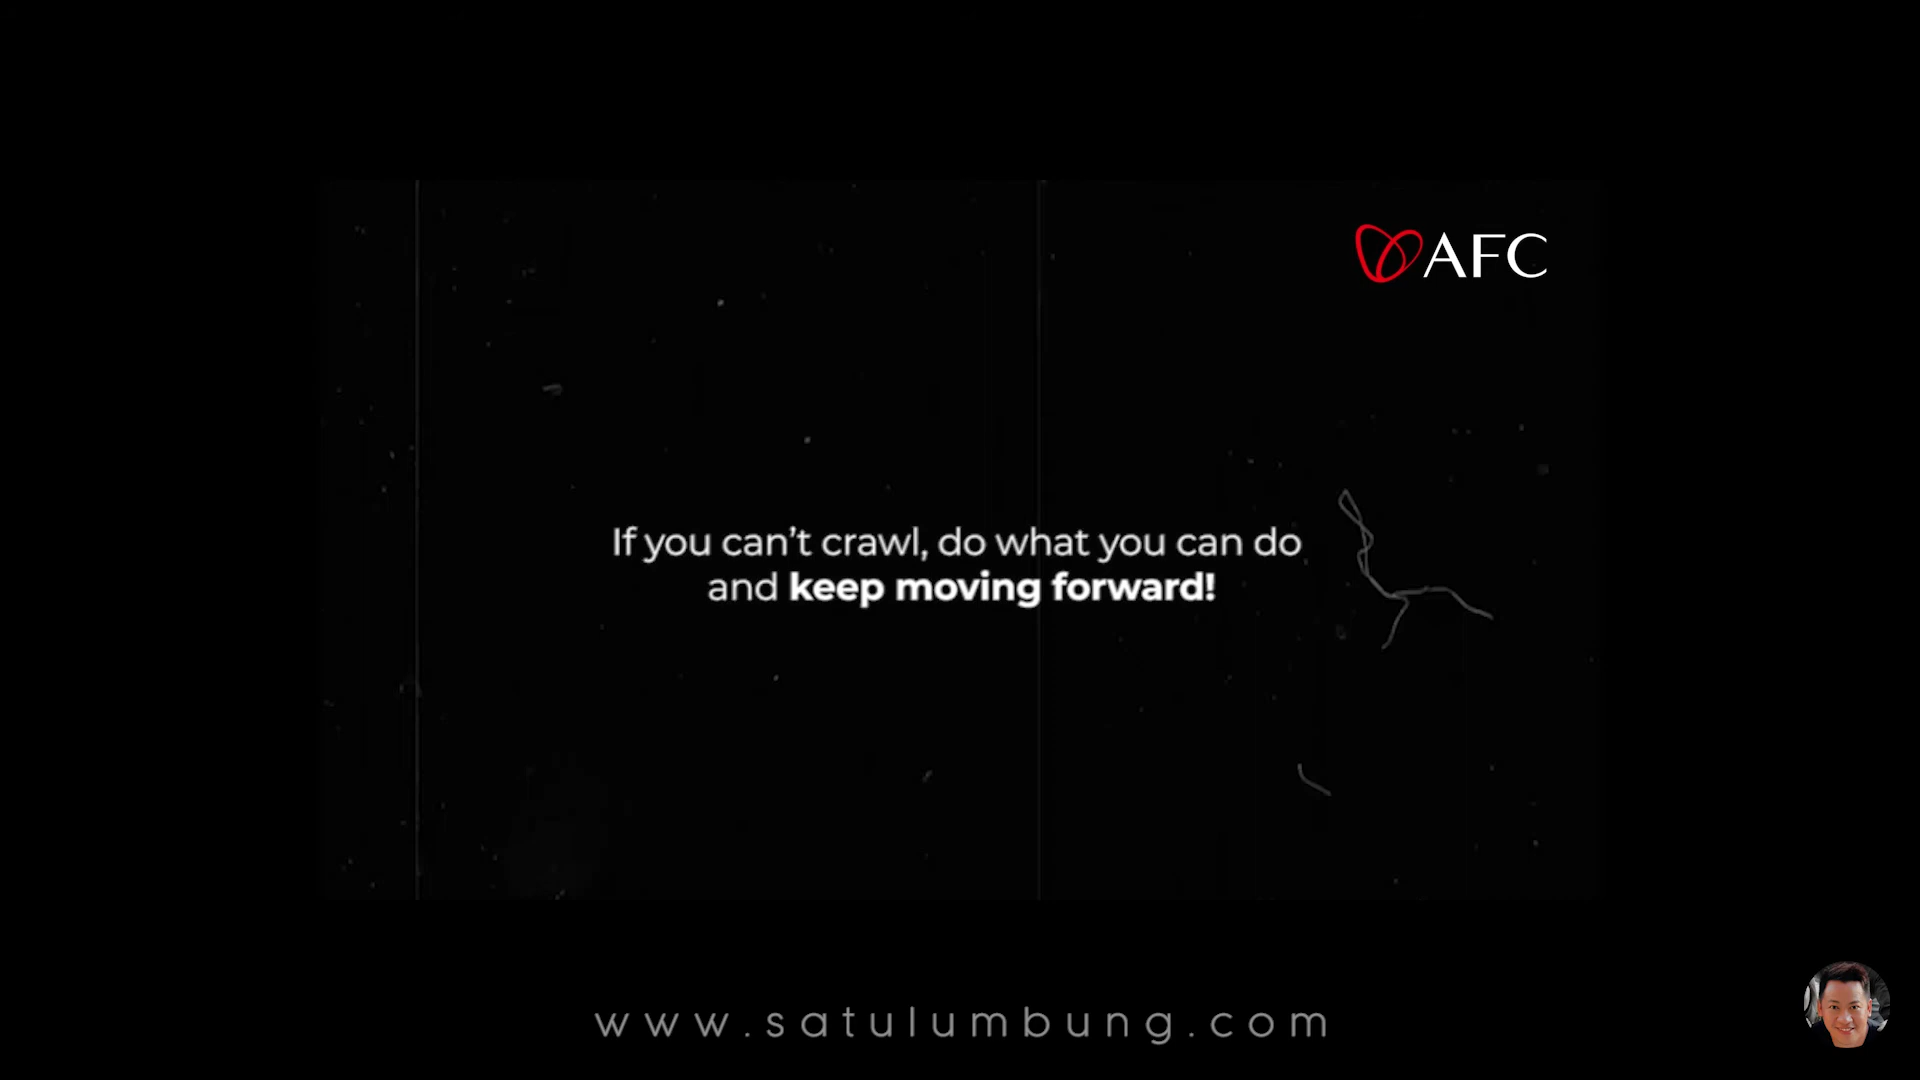 AFC
If you can’t crawl, do what you can do
and keep moving forward!
www.satulumbung.com